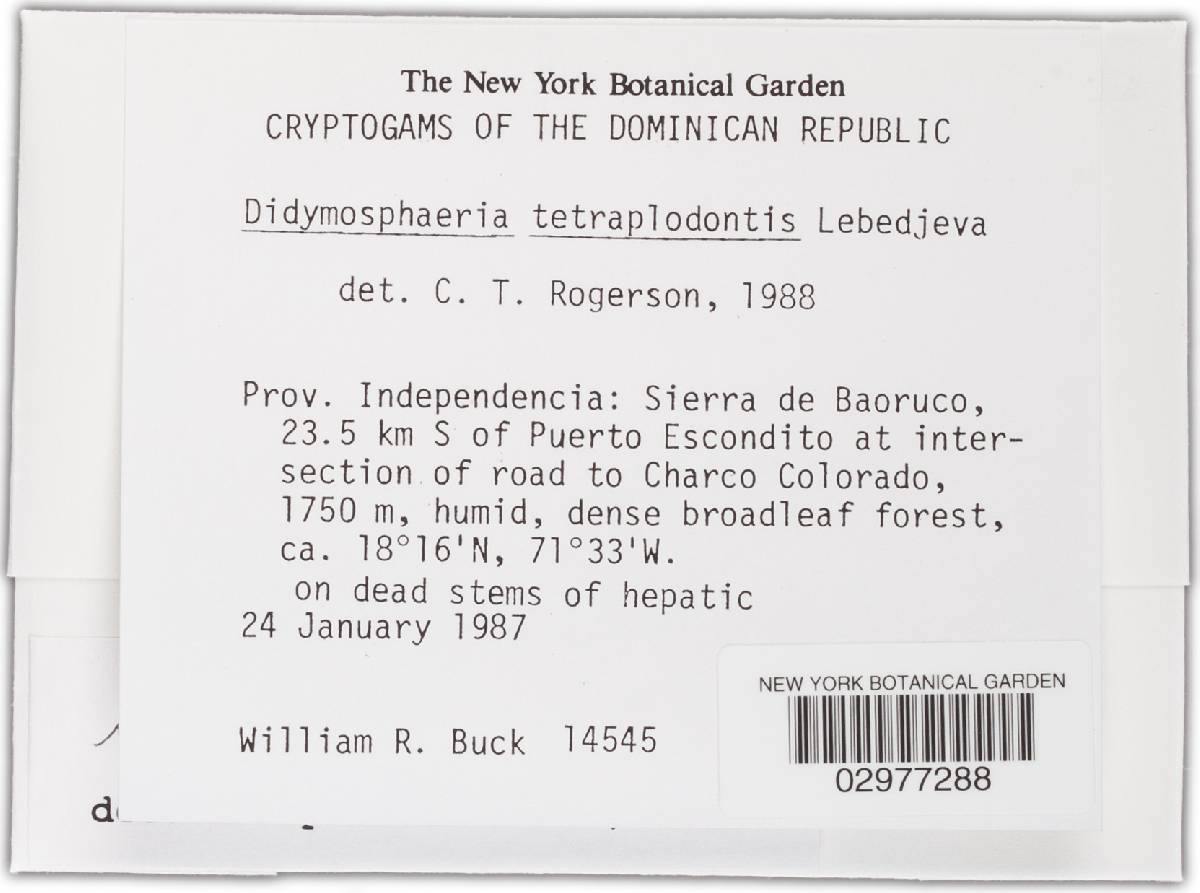 The New York Botanical Garden
CRYPTOGAMS OF THE DOMINICAN REPUBLIC
Didymosphaeria tetraplodontis Lebedjeva
det. C. T. Rogerson, 1988
Prov. Independencia: Sierra de Baoruco,
23.5 km S of Puerto Escondito at inter-
section of road to Charco Colorado,
1750 m, humid, dense broadleaf forest,
ca. 18°16'N, 71°33'W.
on dead stems of hepatic
24 January 1987
William R. Buck 14545
NEW YORK BOTANICAL GARDEN
02977288